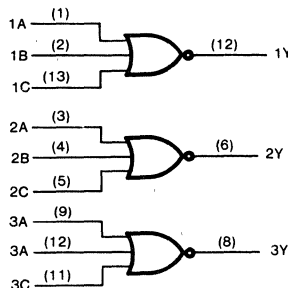 1A (1)
1B (2) (12) 1Y
1C (13)
2A (3)
2B (4) (6) 2Y
2C (5)
3A (9)
3A (12) (8) 3Y
3C (11)